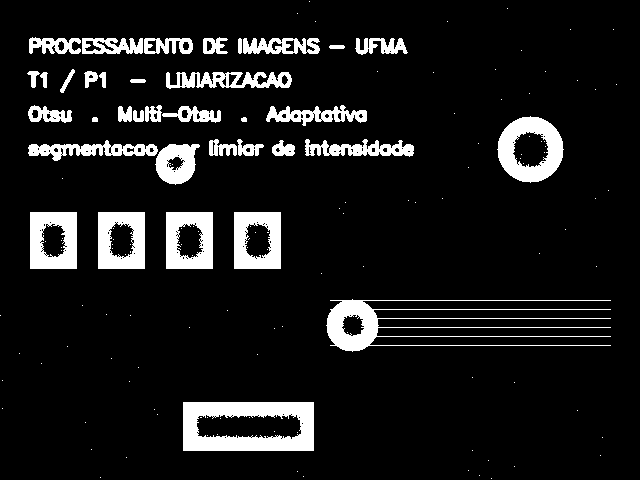 PROCESSAMENTO DE IMAGENS - UFMA
T1 / P1 - LIMIARIZACAO
Otsu . Multi-Otsu . Adaptativa
segmentacao por limiar de intensidade